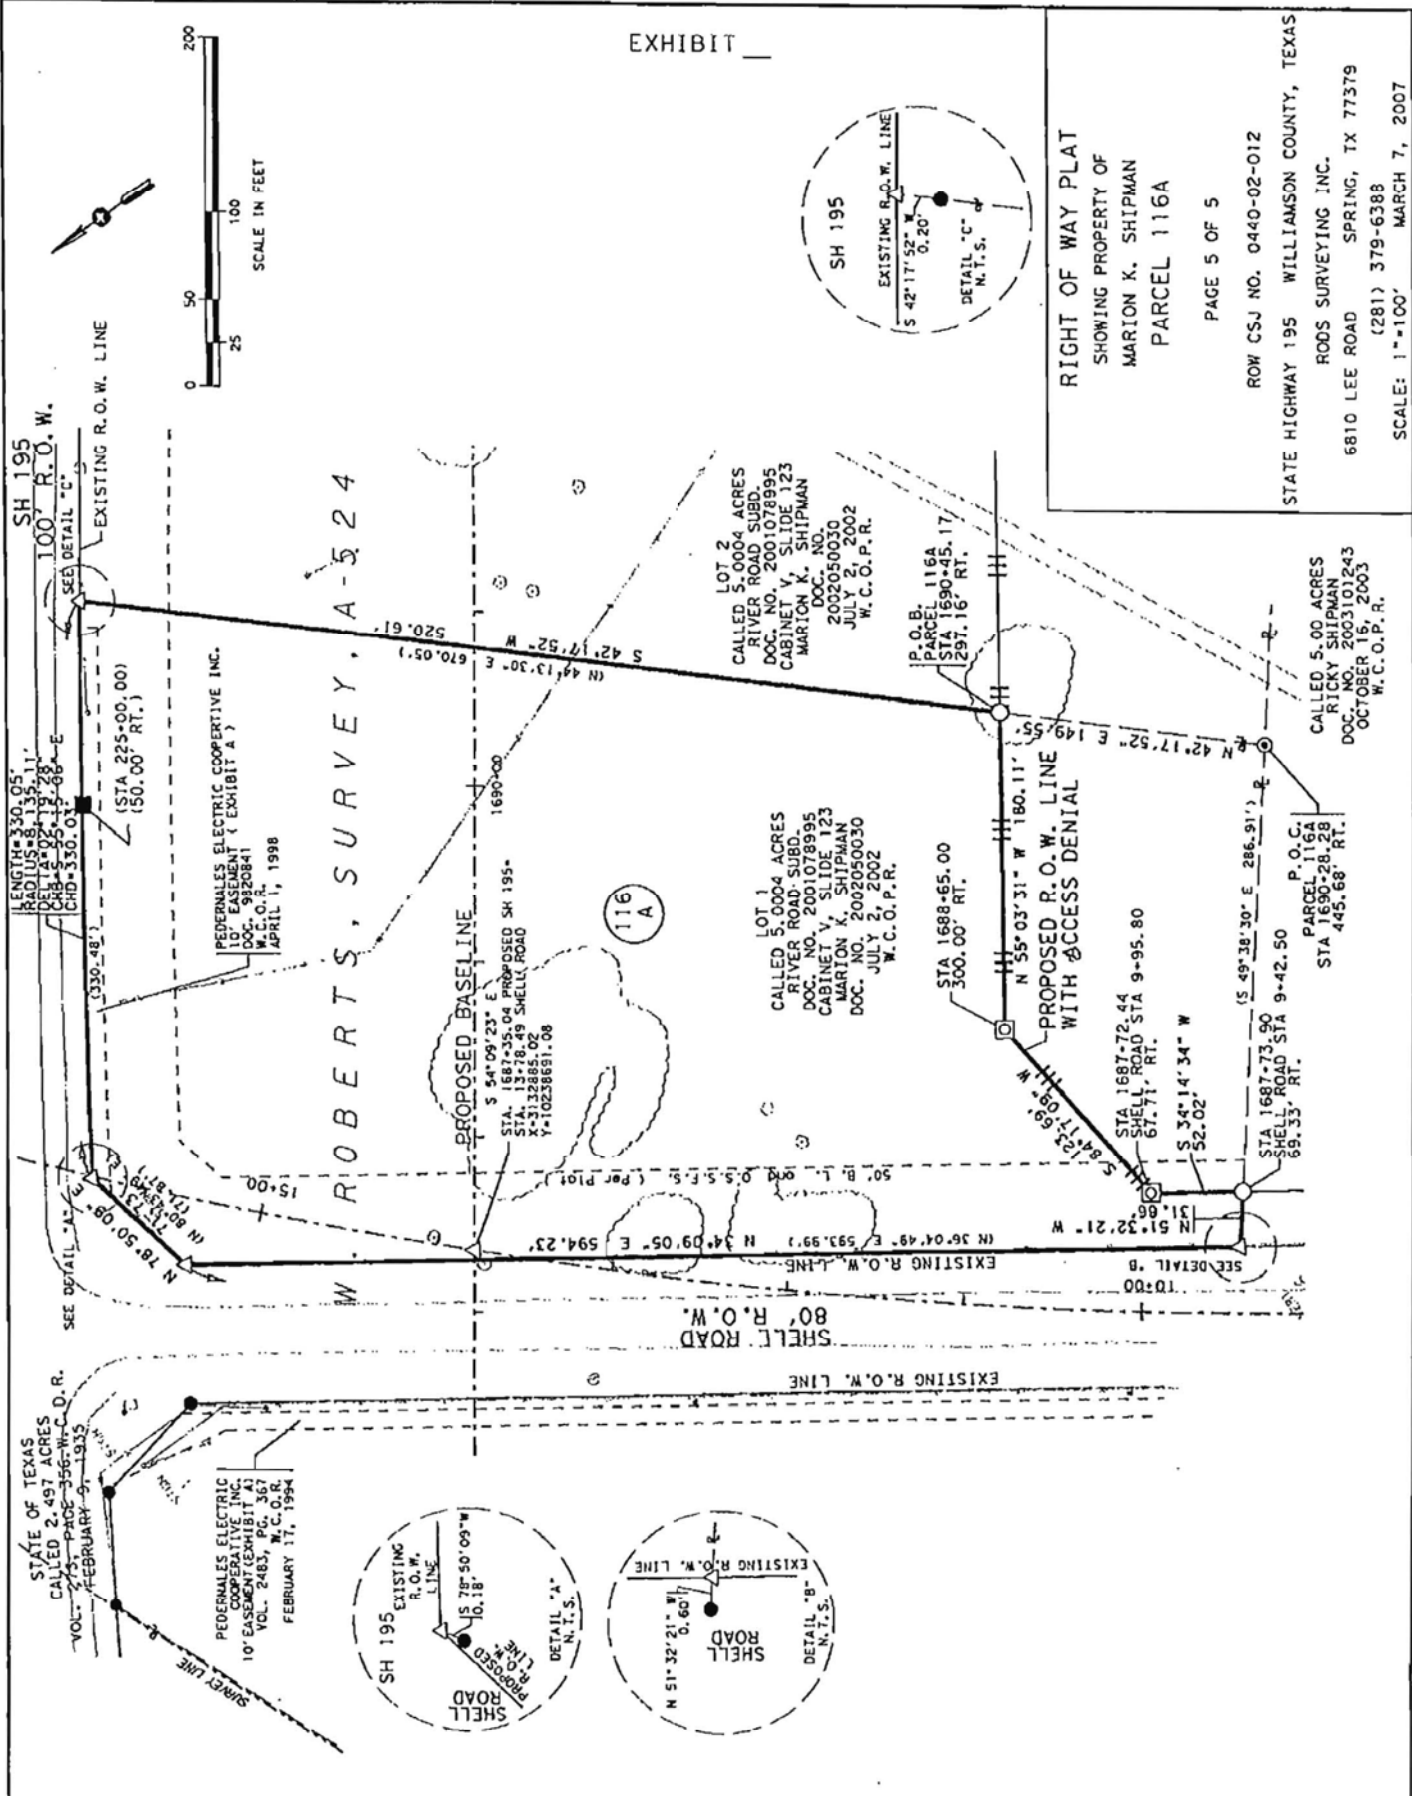 EXHIBIT __
SH 195
100' R.O.W.
LENGTH=330.05'
RADIUS=8,135.11'
DELTA=02°19'28"
CHB=S 55°15'06" E
CHD=330.03'
(330.48')
SEE DETAIL "C"
EXISTING R.O.W. LINE
(STA 225+00.00)
(50.00' RT.)
0
25
50
100
200
SCALE IN FEET
PEDERNALES ELECTRIC COOPERTIVE INC.
10' EASEMENT ( EXHIBIT A )
DOC. 9820841
W.C.O.R.
APRIL 1, 1998
W. ROBERTS, SURVEY, A-524
STATE OF TEXAS
CALLED 2.497 ACRES
VOL. 273, PAGE 356, W.C.D.R.
FEBRUARY 9, 1935
SEE DETAIL "A"
N 78°50'09" E
71.73'
(N 80°43'49" E)
(71.87')
15+00
PROPOSED BASELINE
S 54°09'23" E
STA. 1687+35.04 PROPOSED SH 195=
STA. 13+78.49 SHELL ROAD
X=3132885.02
Y=10238691.08
1690+00
520.61'
S 42°17'52" W
(N 44°13'30" E 670.05')
LOT 2
CALLED 5.0004 ACRES
RIVER ROAD SUBD.
DOC. NO. 2001078995
CABINET V, SLIDE 123
MARION K. SHIPMAN
DOC. NO.
2002050030
JULY 2, 2002
W.C.O.P.R.
116
A
LOT 1
CALLED 5.0004 ACRES
RIVER ROAD SUBD.
DOC. NO. 2001078995
CABINET V, SLIDE 123
MARION K. SHIPMAN
DOC. NO. 2002050030
JULY 2, 2002
W.C.O.P.R.
P.O.B.
PARCEL 116A
STA 1690+45.17
297.16' RT.
STA 1688+65.00
300.00' RT.
N 55°03'31" W 180.11'
PROPOSED R.O.W. LINE
WITH ACCESS DENIAL
N 42°17'52" E 149.55'
S 84°17'09" W
123.69'
STA 1687+72.44
SHELL ROAD STA 9+95.80
67.71' RT.
S 34°14'34" W
52.02'
STA 1687+73.90
SHELL ROAD STA 9+42.50
69.33' RT.
(S 49°38'30" E 286.91')
P.O.C.
PARCEL 116A
STA 1690+28.28
445.68' RT.
CALLED 5.00 ACRES
RICKY SHIPMAN
DOC. NO. 2003101243
OCTOBER 16, 2003
W.C.O.P.R.
50' B.L. and O.S.S.F.S. (Per Plat)
N 51°32'21" W
31.66'
SEE DETAIL "B"
N 34°09'05" E 594.23'
(N 36°04'49" E 593.99')
EXISTING R.O.W. LINE
10+00
SHELL ROAD
80' R.O.W.
EXISTING R.O.W. LINE
PEDERNALES ELECTRIC
COOPERATIVE INC.
10'EASEMENT(EXHIBIT A)
VOL. 2483, PG. 367
W.C.O.R.
FEBRUARY 17, 1994
SURVEY LINE
SH 195
EXISTING
R.O.W.
LINE
S 78°50'09"W
0.18'
PROPOSED
R.O.W.
LINE
SHELL
ROAD
DETAIL "A"
N.T.S.
EXISTING R.O.W. LINE
N 51°32'21" W
0.60'
SHELL
ROAD
DETAIL "B"
N.T.S.
SH 195
EXISTING R.O.W. LINE
S 42°17'52" W
0.20'
DETAIL "C"
N.T.S.
RIGHT OF WAY PLAT
SHOWING PROPERTY OF
MARION K. SHIPMAN
PARCEL 116A
PAGE 5 OF 5
ROW CSJ NO. 0440-02-012
STATE HIGHWAY 195 WILLIAMSON COUNTY, TEXAS
RODS SURVEYING INC.
6810 LEE ROAD SPRING, TX 77379
(281) 379-6388
SCALE: 1"=100' MARCH 7, 2007